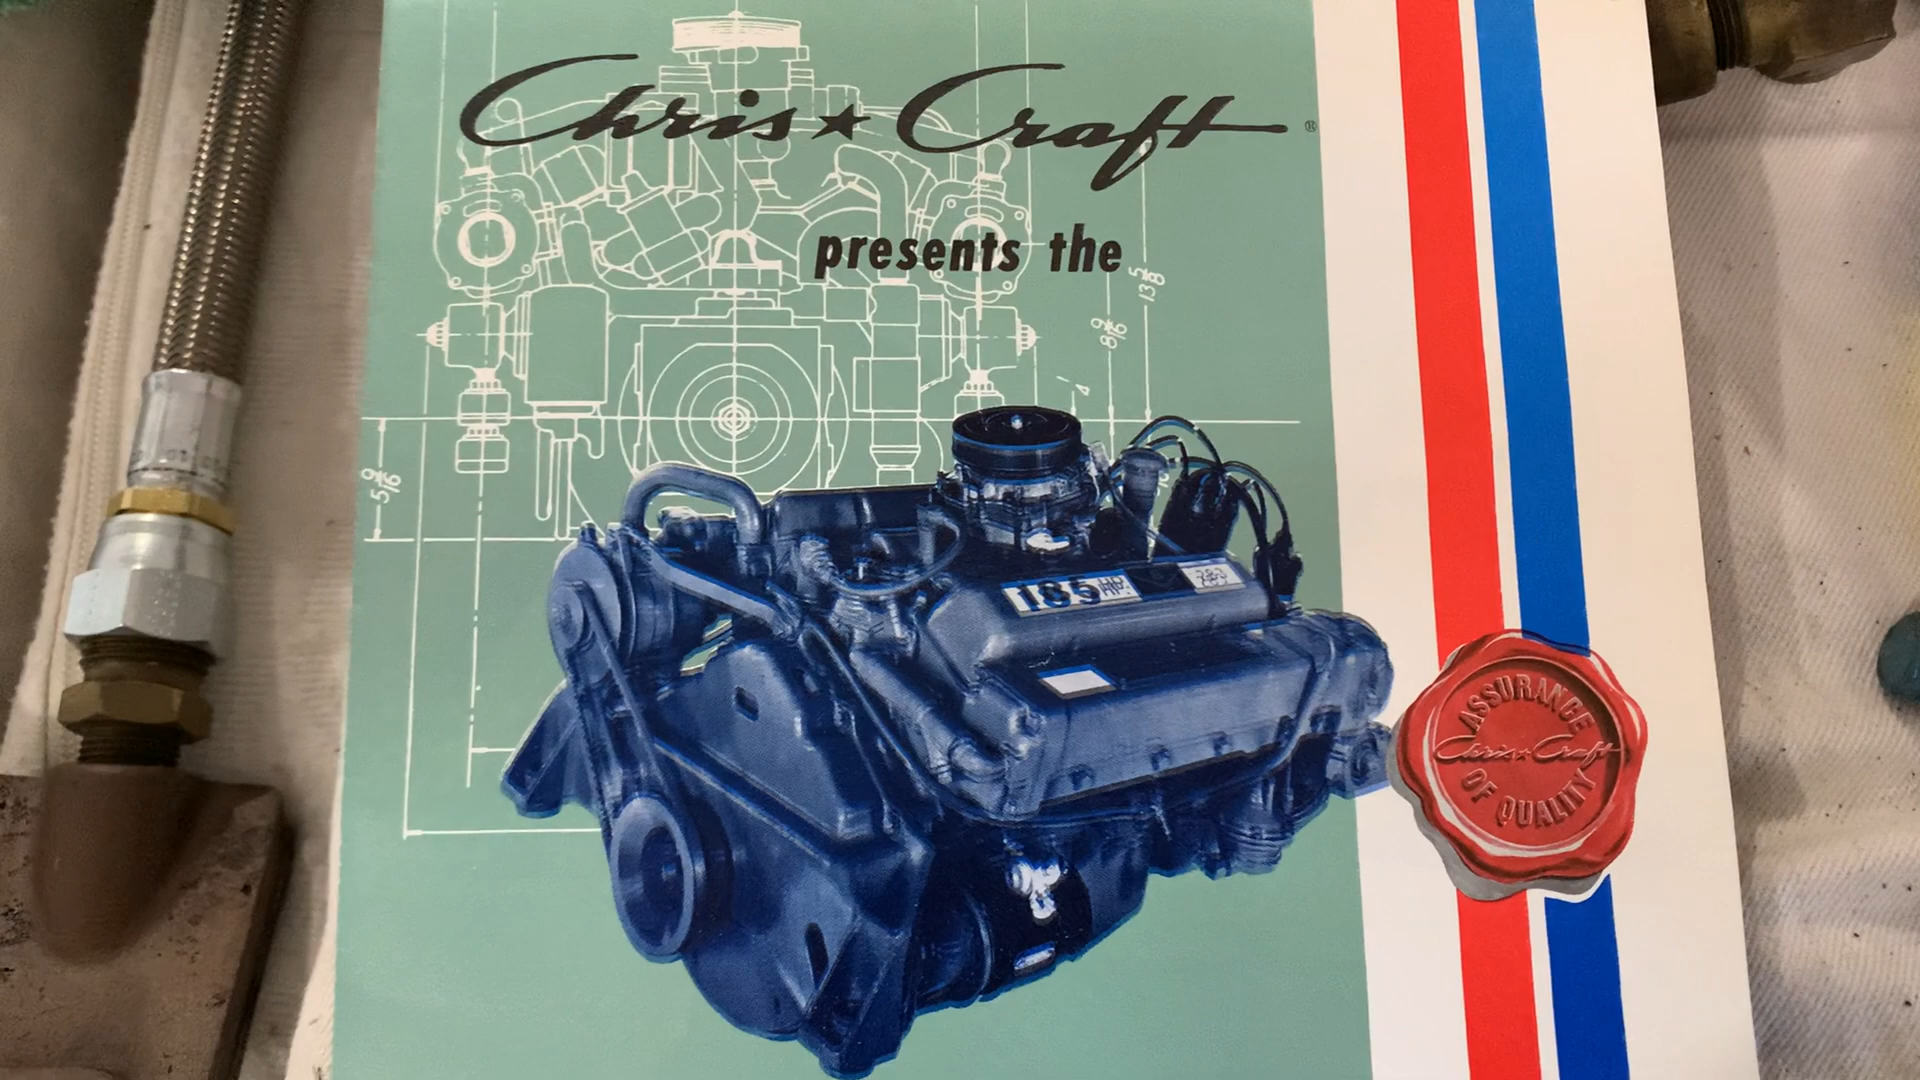 Chris★Craft®
presents the
13 5/8
8 9/16
5 9/16
185 HP.
283
ASSURANCE
Chris★Craft
OF QUALITY